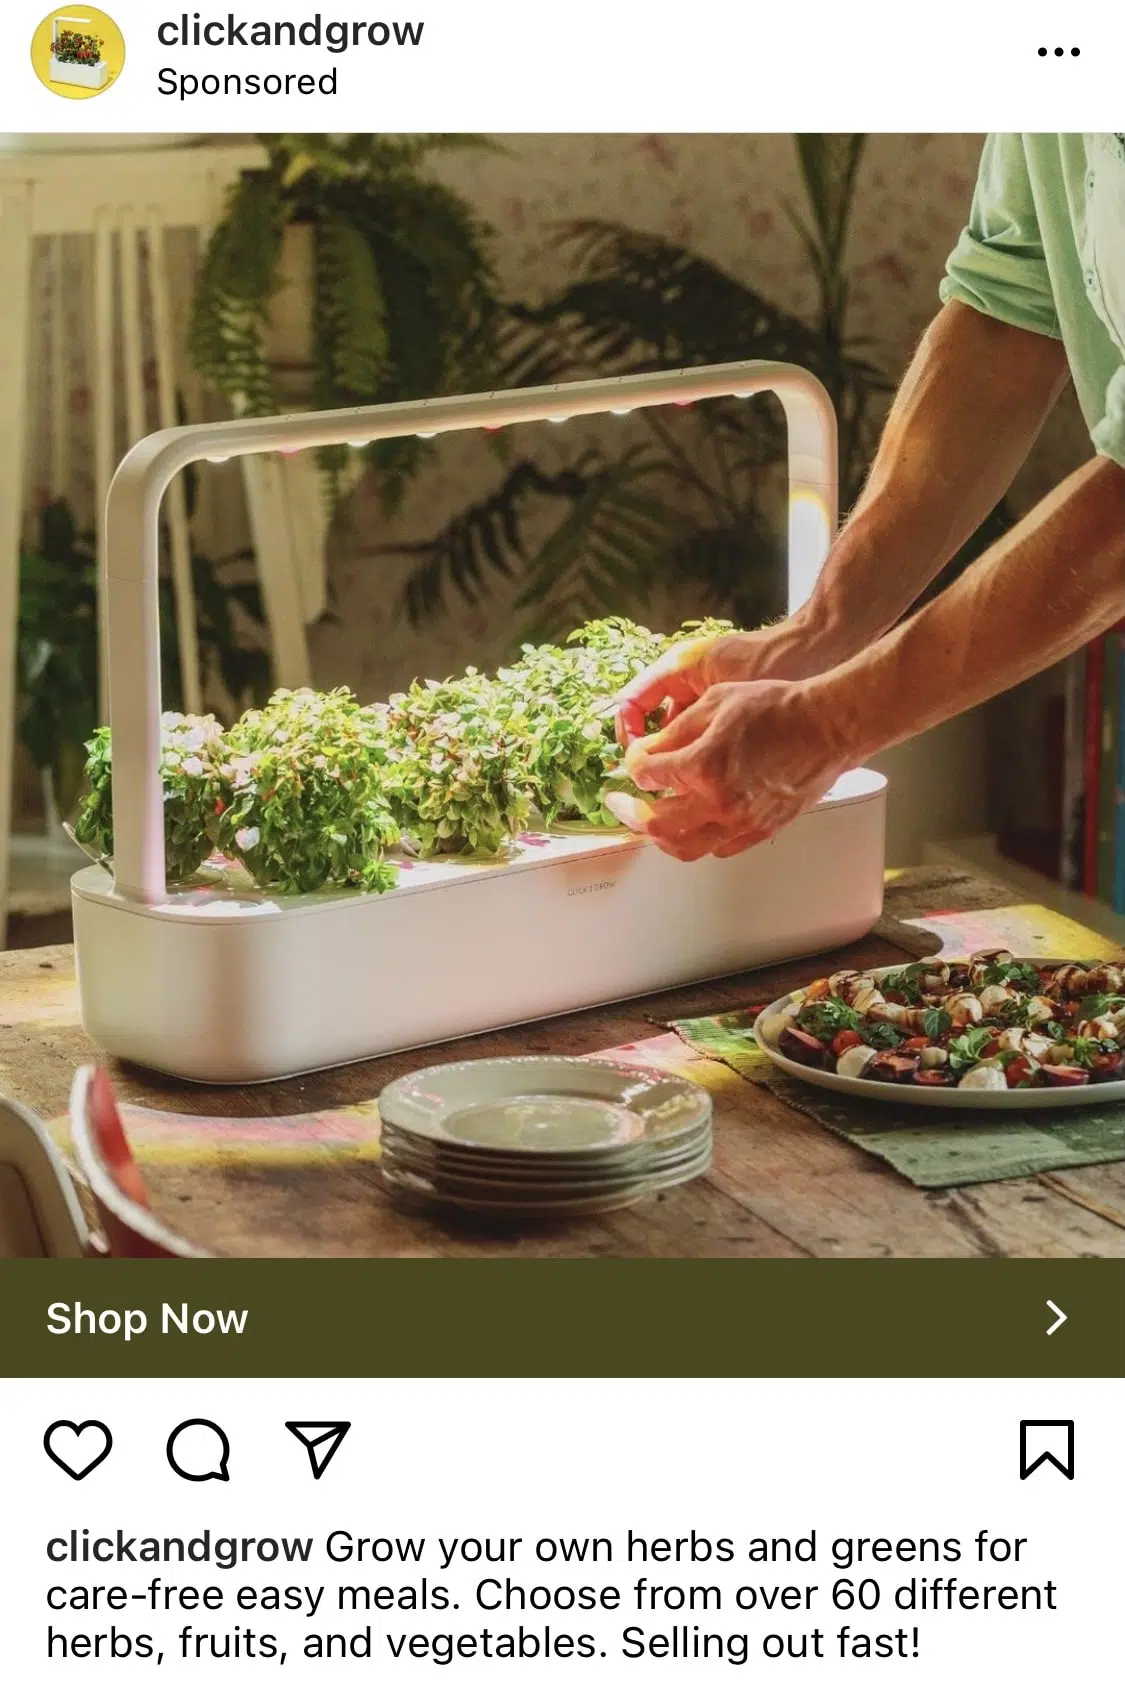 clickandgrow
Sponsored
CLICK & GROW
Shop Now
clickandgrow Grow your own herbs and greens for
care-free easy meals. Choose from over 60 different
herbs, fruits, and vegetables. Selling out fast!